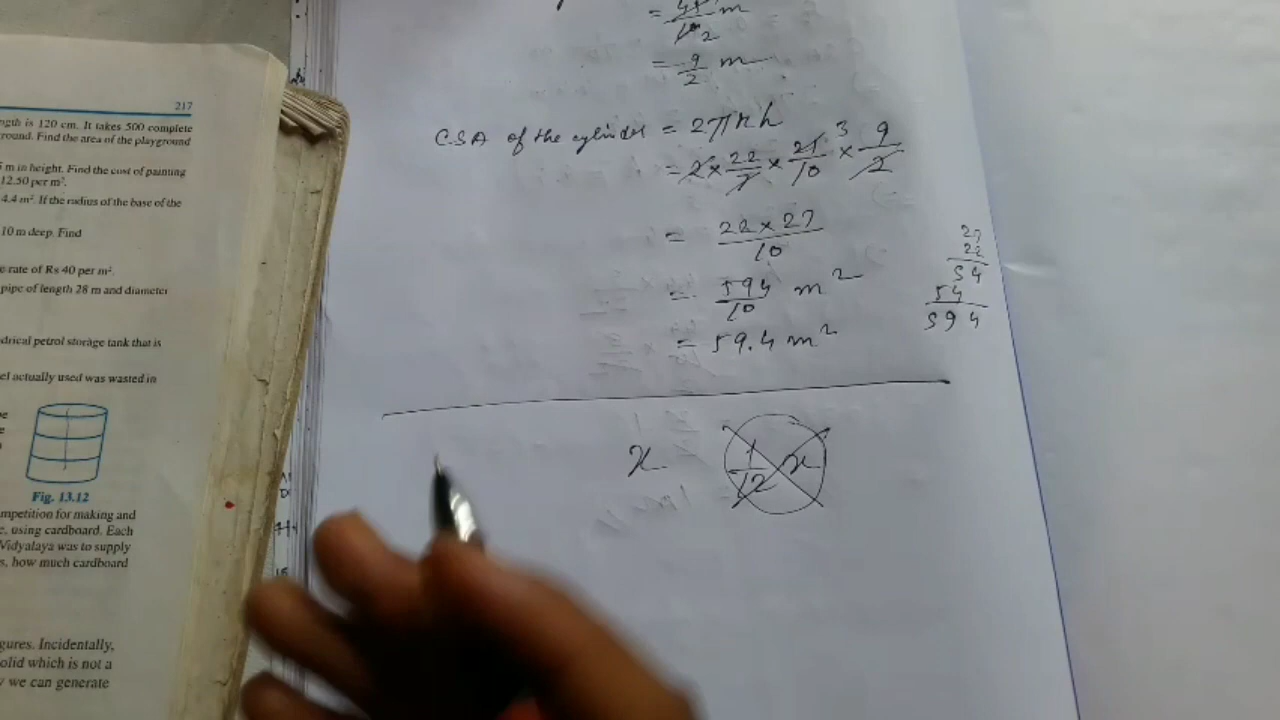 217
ngth is 120 cm. It takes 500 complete
round. Find the area of the playground
m in height. Find the cost of painting
12.50 per m².
4.4 m². If the radius of the base of the
10 m deep. Find
e rate of Rs 40 per m².
pipe of length 28 m and diameter
drical petrol storage tank that is
el actually used was wasted in
Fig. 13.12
mpetition for making and
e, using cardboard. Each
Vidyalaya was to supply
s, how much cardboard
gures. Incidentally,
olid which is not a
we can generate
= 45/10 2 m
= 9/2 m
C.S.A of the cylinder = 2πrh
= 2 × 22/7 × 21/10 3 × 9/2
= 22 × 27/10
= 594/10 m²
= 59.4 m²
27
22
54
54
594
x 1/12 x